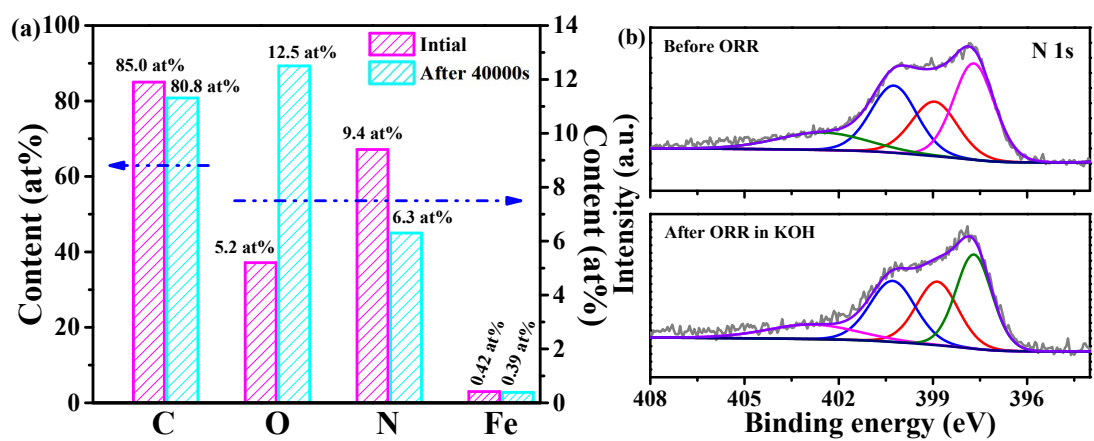 (a)
Content (at%)
100
80
60
40
20
0
85.0 at%
80.8 at%
5.2 at%
12.5 at%
9.4 at%
6.3 at%
0.42 at%
0.39 at%
Intial
After 40000s
C O N Fe
14
12
10
8
6
4
2
0
Content (at%)
(b)
Intensity (a.u.)
Before ORR
N 1s
After ORR in KOH
408 405 402 399 396
Binding energy (eV)